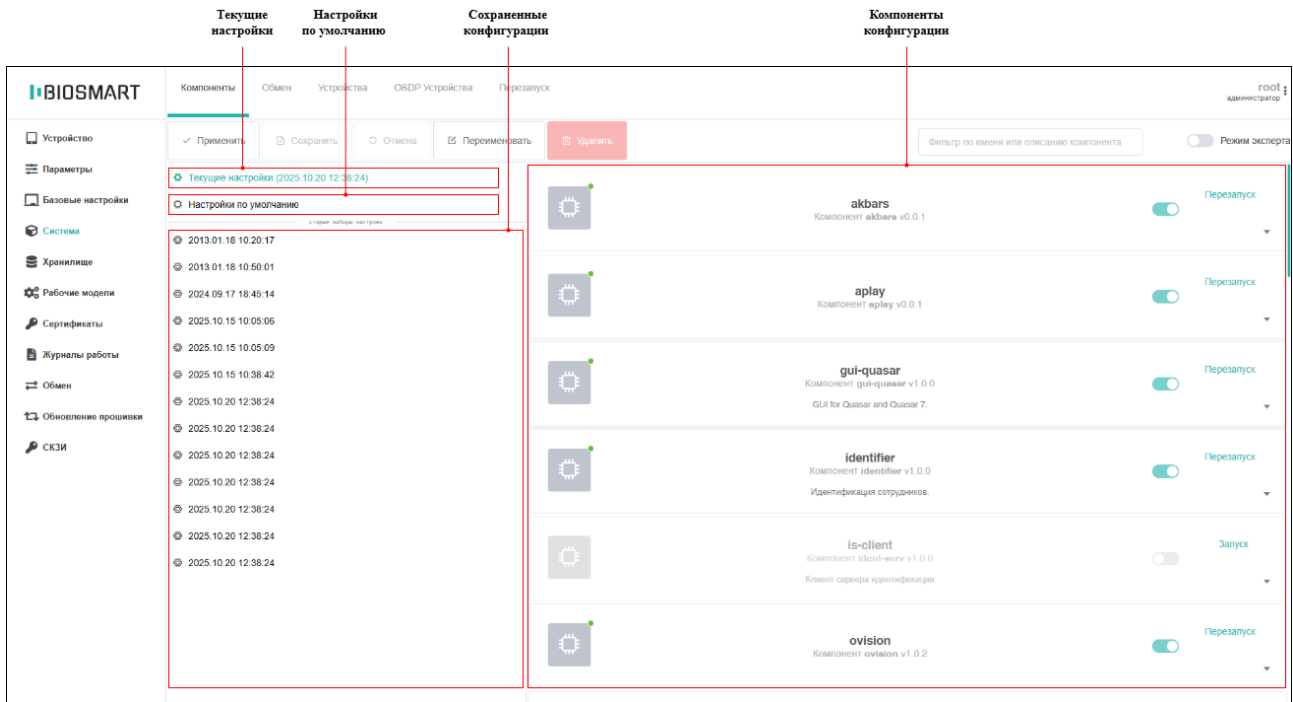 Текущие настройки
Настройки по умолчанию
Сохраненные конфигурации
Компоненты конфигурации
BIOSMART
Компоненты
Обмен
Устройства
OSDP Устройства
Перезапуск
root
администратор
Устройство
Параметры
Базовые настройки
Система
Хранилище
Рабочие модели
Сертификаты
Журналы работы
Обмен
Обновление прошивки
СКЗИ
Применить
Сохранить
Отмена
Переименовать
Удалить
Фильтр по имени или описанию компонента
Режим эксперта
Текущие настройки (2025.10.20 12:38:24)
Настройки по умолчанию
старые наборы настроек
2013.01.18 10:20:17
2013.01.18 10:50:01
2024.09.17 18:45:14
2025.10.15 10:05:06
2025.10.15 10:05:09
2025.10.15 10:38:42
2025.10.20 12:38:24
2025.10.20 12:38:24
2025.10.20 12:38:24
2025.10.20 12:38:24
2025.10.20 12:38:24
2025.10.20 12:38:24
2025.10.20 12:38:24
akbars
Компонент akbars v0.0.1
Перезапуск
aplay
Компонент aplay v0.0.1
Перезапуск
gui-quasar
Компонент gui-quasar v1.0.0
GUI for Quasar and Quasar 7.
Перезапуск
identifier
Компонент identifier v1.0.0
Идентификация сотрудников.
Перезапуск
is-client
Компонент ident-serv v1.0.0
Клиент сервера идентификации
Запуск
ovision
Компонент ovision v1.0.2
Перезапуск